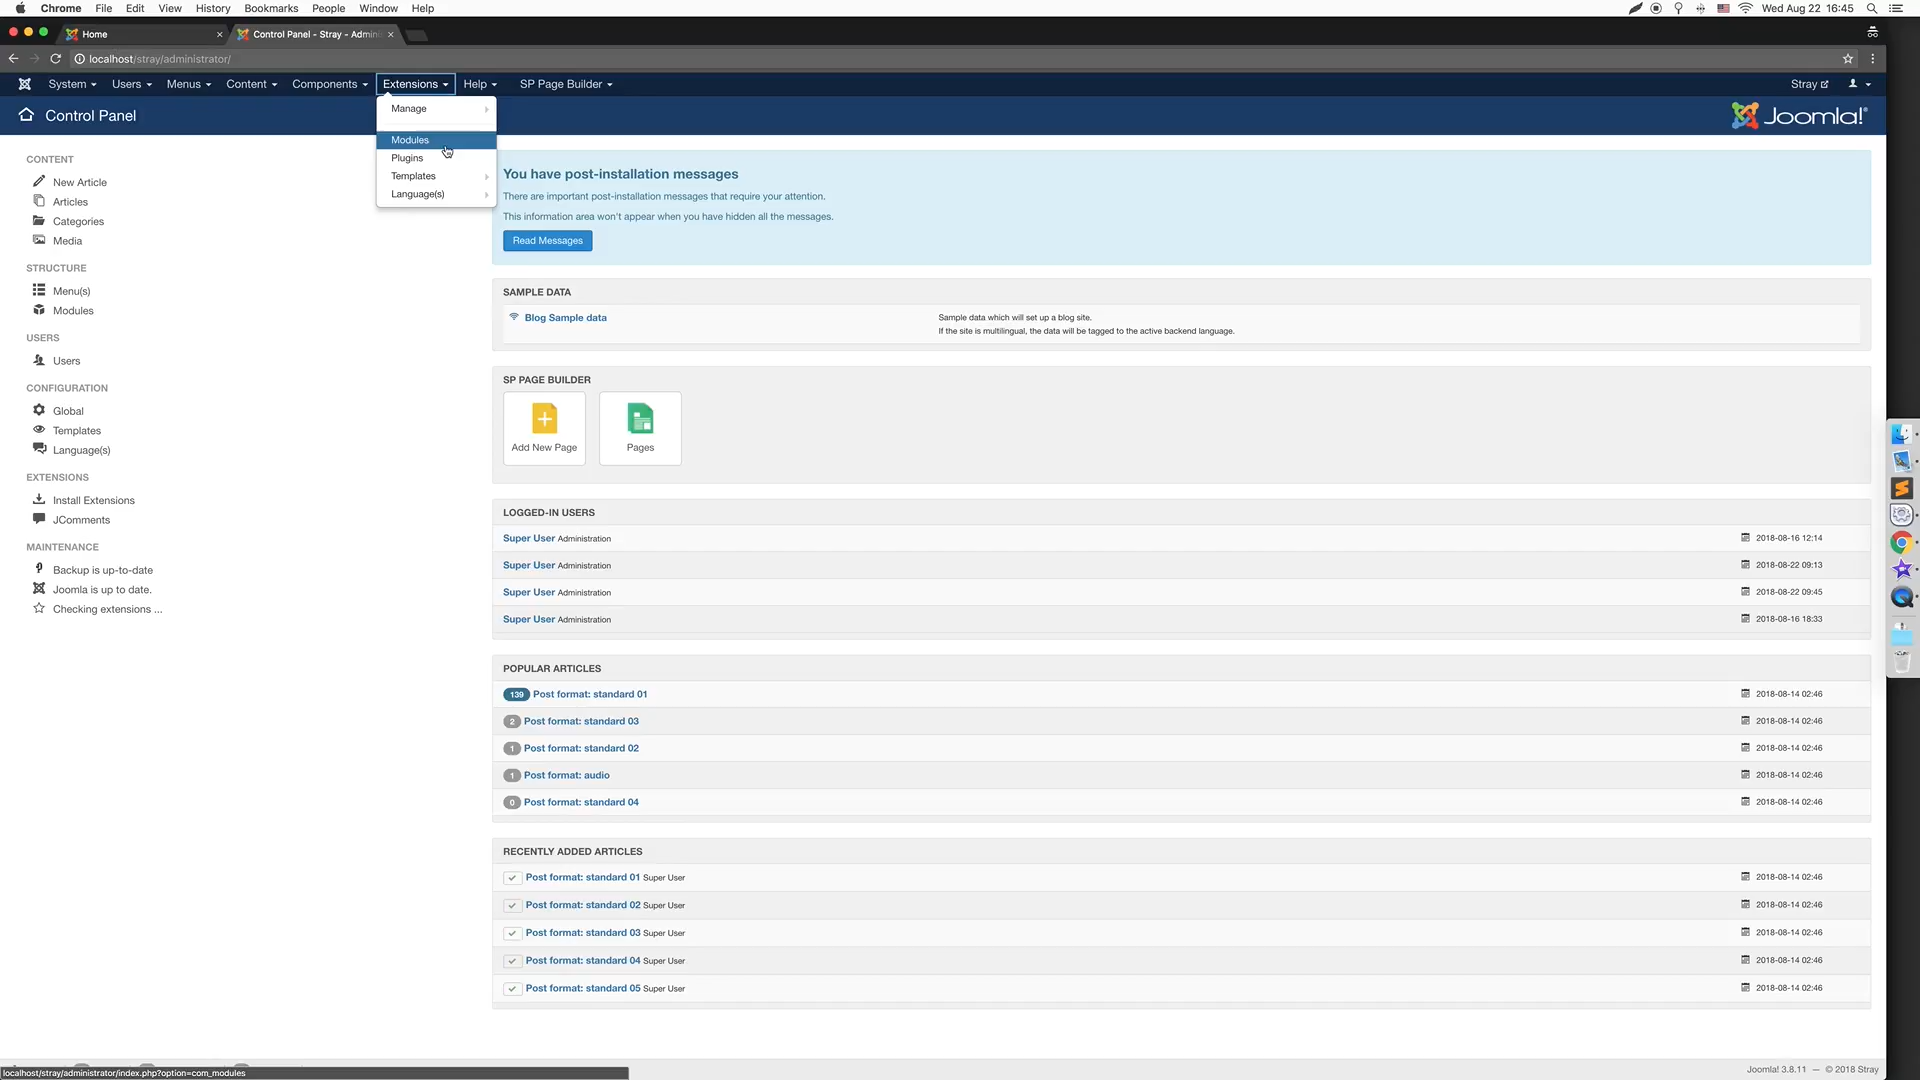 Chrome File Edit View History Bookmarks People Window Help
Wed Aug 22 16:45
Home
Control Panel - Stray - Admin
localhost/stray/administrator/
System Users Menus Content Components Extensions Help SP Page Builder
Stray
Control Panel
Joomla!®
Manage
Modules
Plugins
Templates
Language(s)
CONTENT
New Article
Articles
Categories
Media
STRUCTURE
Menu(s)
Modules
USERS
Users
CONFIGURATION
Global
Templates
Language(s)
EXTENSIONS
Install Extensions
JComments
MAINTENANCE
Backup is up-to-date
Joomla is up to date.
Checking extensions ...
You have post-installation messages
There are important post-installation messages that require your attention.
This information area won't appear when you have hidden all the messages.
Read Messages
SAMPLE DATA
Blog Sample data
Sample data which will set up a blog site.
If the site is multilingual, the data will be tagged to the active backend language.
SP PAGE BUILDER
Add New Page
Pages
LOGGED-IN USERS
Super User Administration 2018-08-16 12:14
Super User Administration 2018-08-22 09:13
Super User Administration 2018-08-22 09:45
Super User Administration 2018-08-16 18:33
POPULAR ARTICLES
139 Post format: standard 01 2018-08-14 02:46
2 Post format: standard 03 2018-08-14 02:46
1 Post format: standard 02 2018-08-14 02:46
1 Post format: audio 2018-08-14 02:46
0 Post format: standard 04 2018-08-14 02:46
RECENTLY ADDED ARTICLES
Post format: standard 01 Super User 2018-08-14 02:46
Post format: standard 02 Super User 2018-08-14 02:46
Post format: standard 03 Super User 2018-08-14 02:46
Post format: standard 04 Super User 2018-08-14 02:46
Post format: standard 05 Super User 2018-08-14 02:46
Joomla! 3.8.11 — © 2018 Stray
localhost/stray/administrator/index.php?option=com_modules